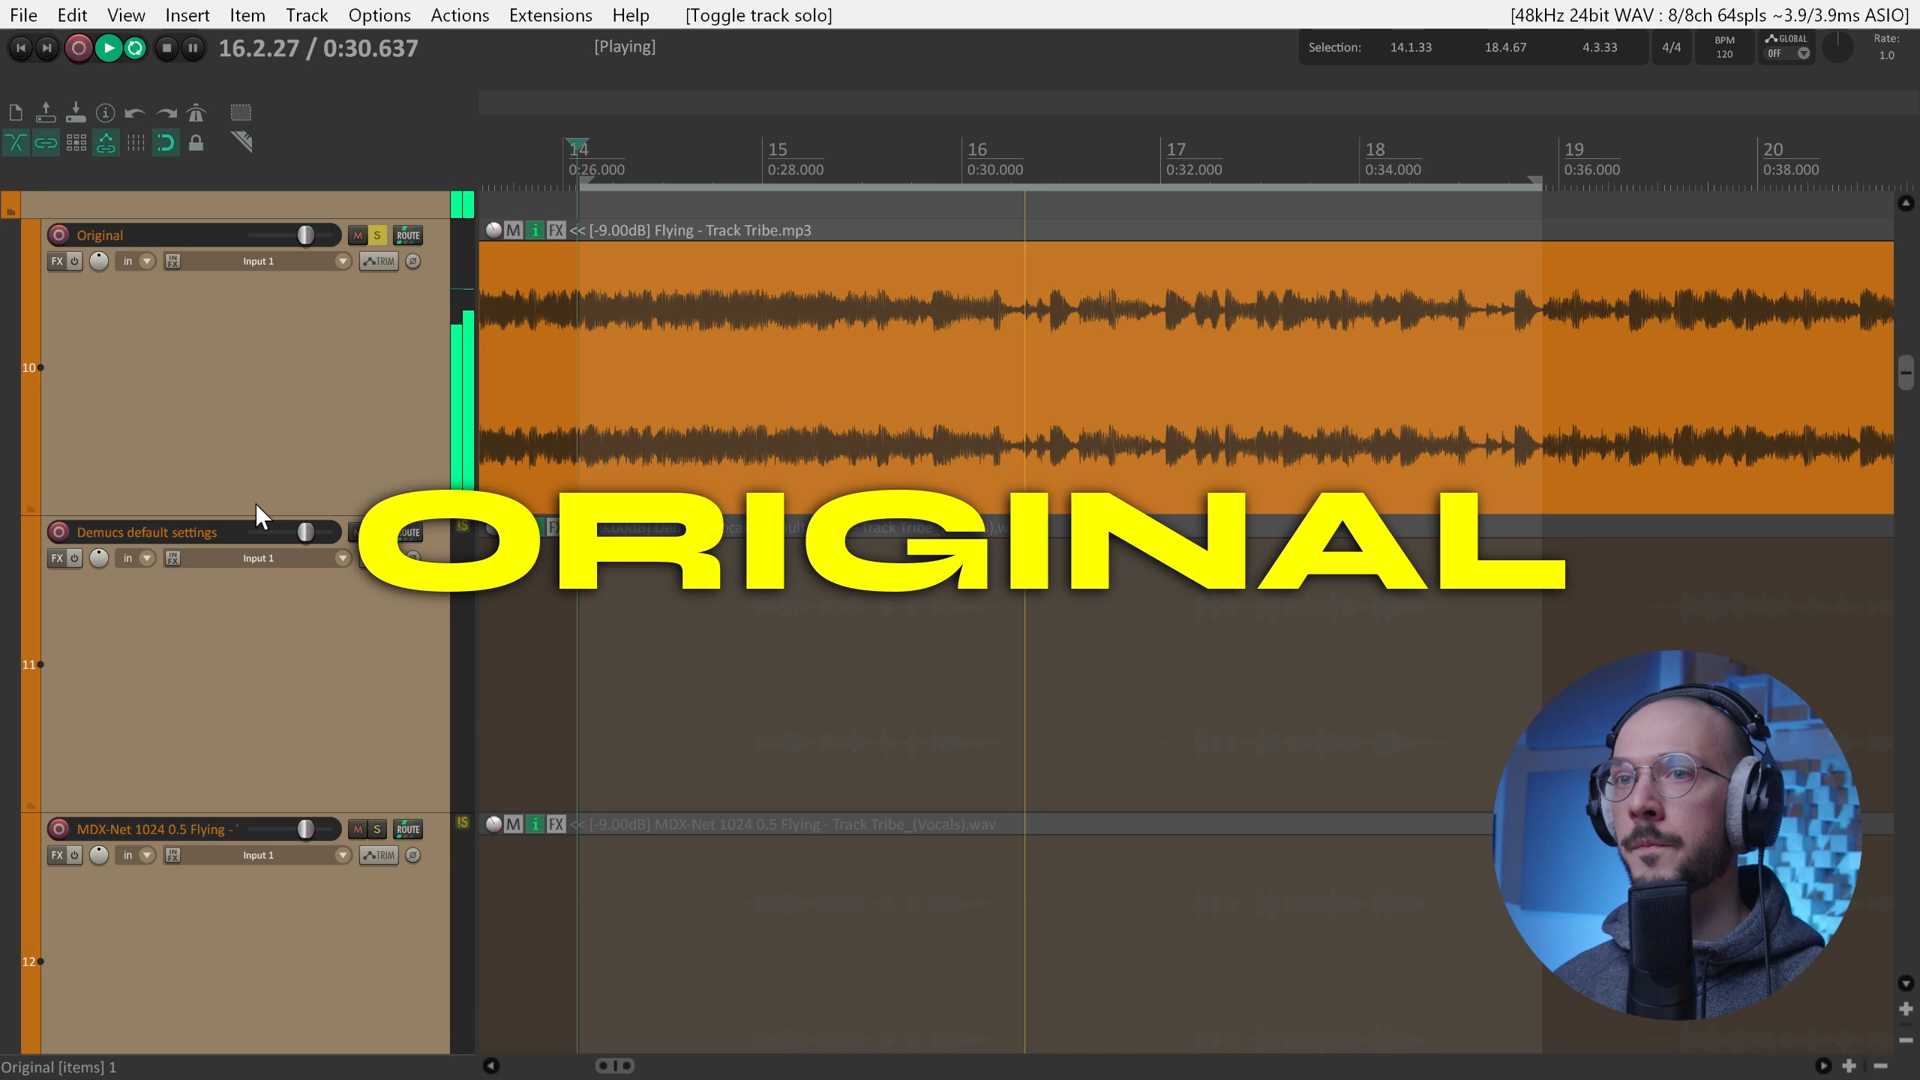 File Edit View Insert Item Track Options Actions Extensions Help [Toggle track solo] [48kHz 24bit WAV : 8/8ch 64spls ~3.9/3.9ms ASIO]
16.2.27 / 0:30.637 [Playing] Selection: 14.1.33 18.4.67 4.3.33 4/4 BPM 120 GLOBAL OFF Rate: 1.0
14 15 16 17 18 19 20
0:26.000 0:28.000 0:30.000 0:32.000 0:34.000 0:36.000 0:38.000
Original M S ROUTE M i FX << [-9.00dB] Flying - Track Tribe.mp3
FX in IN FX Input 1 TRIM
10
ORIGINAL
Demucs default settings
FX in IN FX Input 1
11
MDX-Net 1024 0.5 Flying - M S ROUTE !S M i FX << [-9.00dB] MDX-Net 1024 0.5 Flying - Track Tribe_(Vocals).wav
FX in IN FX Input 1 TRIM
12
Original [items] 1